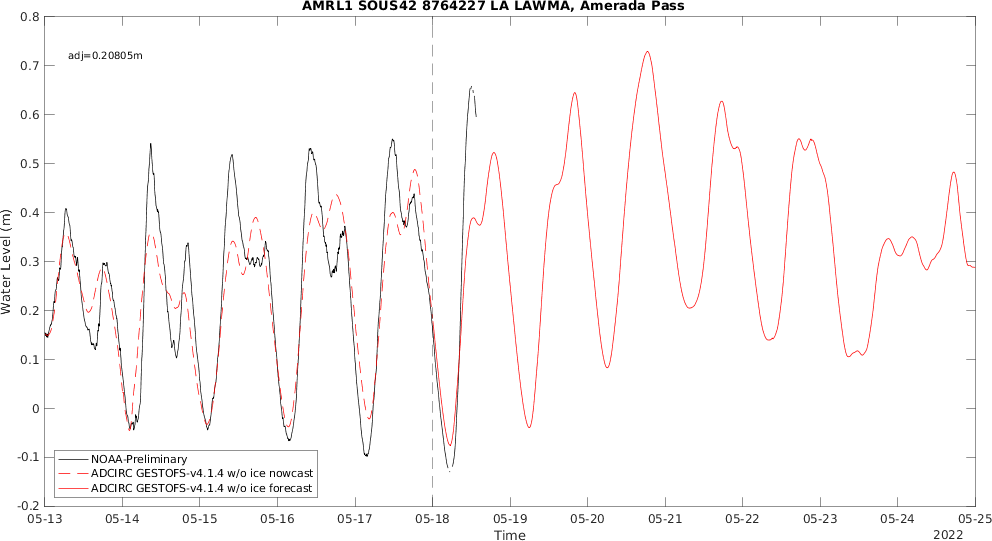 AMRL1 SOUS42 8764227 LA LAWMA, Amerada Pass
adj=0.20805m
0.8
0.7
0.6
0.5
0.4
0.3
0.2
0.1
0
-0.1
-0.2
Water Level (m)
NOAA-Preliminary
ADCIRC GESTOFS-v4.1.4 w/o ice nowcast
ADCIRC GESTOFS-v4.1.4 w/o ice forecast
05-13 05-14 05-15 05-16 05-17 05-18 05-19 05-20 05-21 05-22 05-23 05-24 05-25
Time
2022